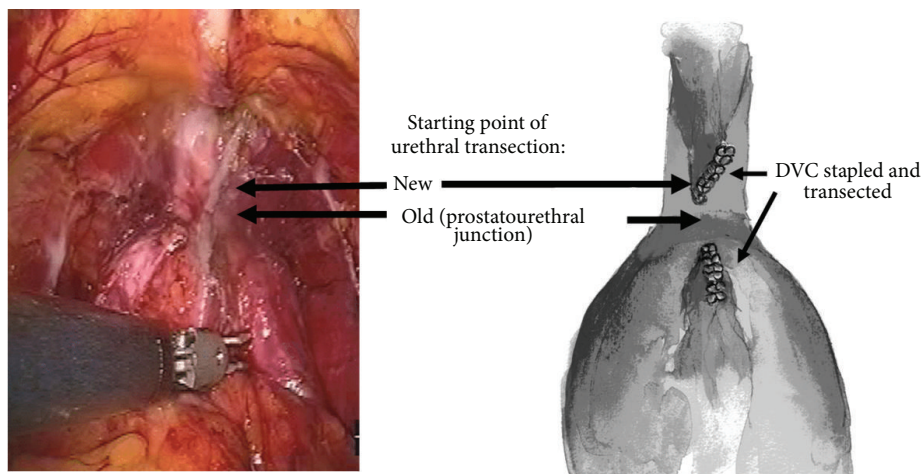 Starting point of
urethral transection:
New
Old (prostatourethral
junction)
DVC stapled and
transected